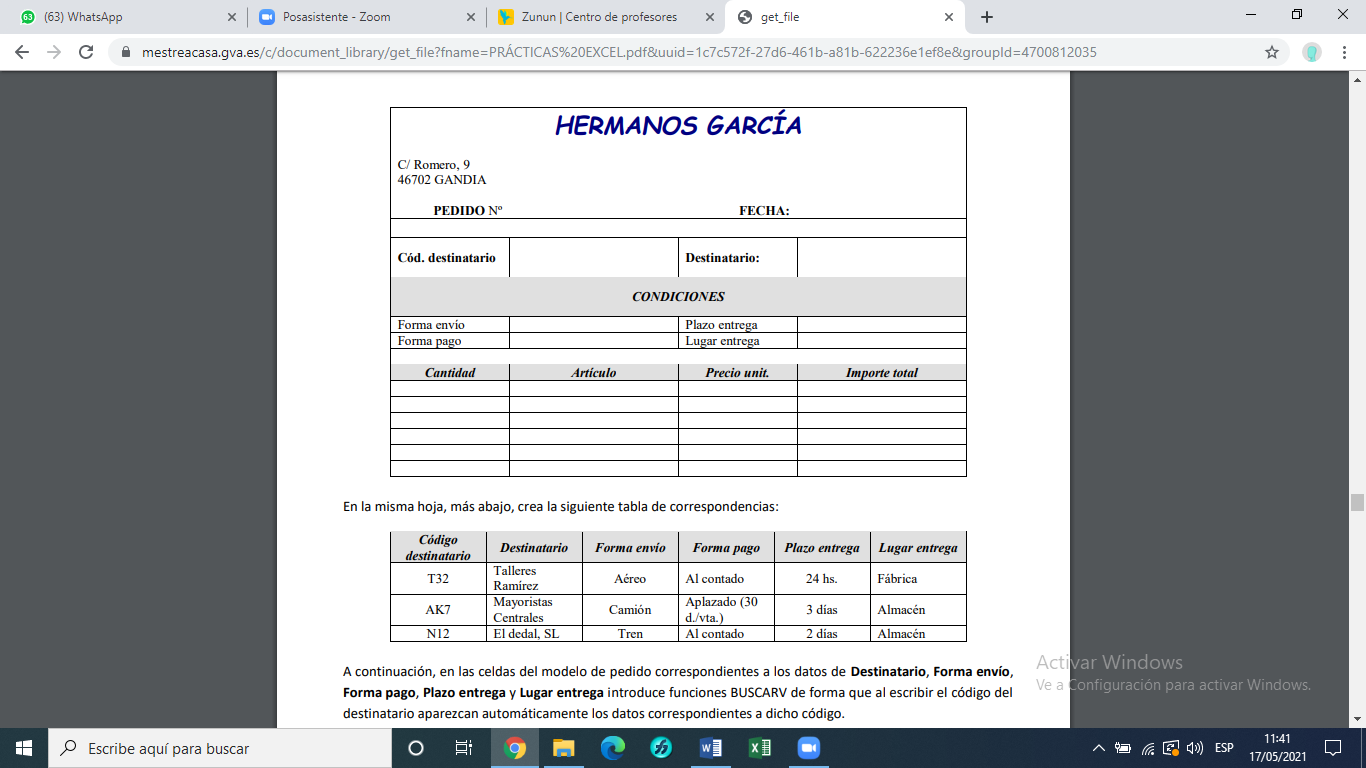 (63) WhatsApp
Posasistente - Zoom
Zunun | Centro de profesores
get_file
mestreacasa.gva.es/c/document_library/get_file?fname=PRÁCTICAS%20EXCEL.pdf&uuid=1c7c572f-27d6-461b-a81b-622236e1ef8e&groupId=4700812035
HERMANOS GARCÍA
C/ Romero, 9
46702 GANDIA
PEDIDO Nº FECHA:
Cód. destinatario Destinatario:
CONDICIONES
Forma envío Plazo entrega
Forma pago Lugar entrega
Cantidad Artículo Precio unit. Importe total
En la misma hoja, más abajo, crea la siguiente tabla de correspondencias:
Código destinatario Destinatario Forma envío Forma pago Plazo entrega Lugar entrega
T32 Talleres Ramírez Aéreo Al contado 24 hs. Fábrica
AK7 Mayoristas Centrales Camión Aplazado (30 d./vta.) 3 días Almacén
N12 El dedal, SL Tren Al contado 2 días Almacén
A continuación, en las celdas del modelo de pedido correspondientes a los datos de Destinatario, Forma envío,
Forma pago, Plazo entrega y Lugar entrega introduce funciones BUSCARV de forma que al escribir el código del
destinatario aparezcan automáticamente los datos correspondientes a dicho código.
Activar Windows
Ve a Configuración para activar Windows.
Escribe aquí para buscar
ESP
11:41
17/05/2021